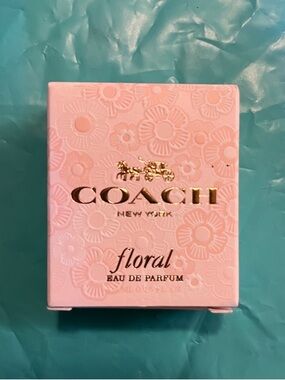 COACH
NEW YORK
floral
EAU DE PARFUM